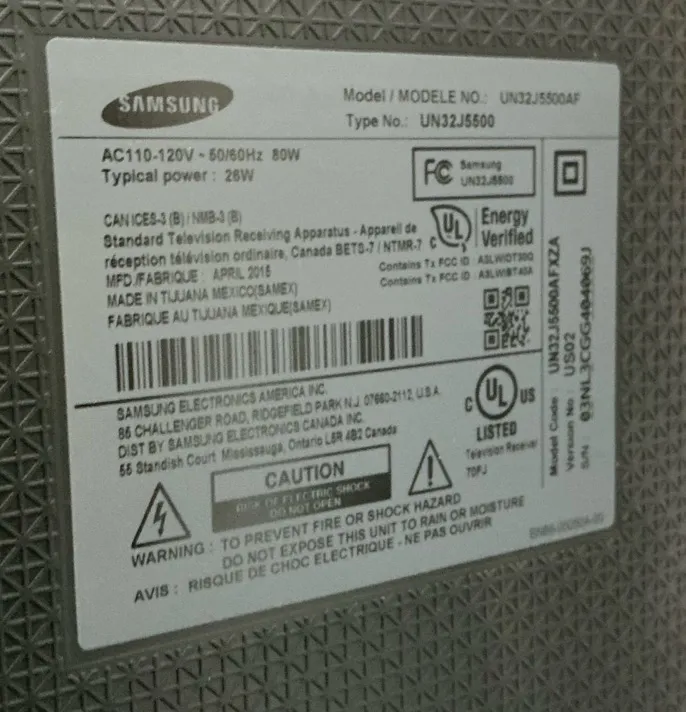 SAMSUNG
Model / MODELE NO.: UN32J5500AF
Type No.: UN32J5500
AC110-120V ~ 50/60Hz 80W
Typical power : 26W
FC Samsung
UN32J5500
CAN ICES-3 (B) / NMB-3 (B)
Standard Television Receiving Apparatus - Appareil de
réception télévision ordinaire, Canada BETS-7 / NTMR-7
MFD./FABRIQUE : APRIL 2015
MADE IN TIJUANA MEXICO(SAMEX)
FABRIQUE AU TIJUANA MEXIQUE(SAMEX)
C UL Energy
Verified
Contains Tx FCC ID :
Contains Tx FCC ID :
SAMSUNG ELECTRONICS AMERICA INC.
85 CHALLENGER ROAD, RIDGEFIELD PARK N.J. 07660-2112, U.S.A.
DIST BY SAMSUNG ELECTRONICS CANADA INC.
55 Standish Court Mississauga, Ontario L5R 4B2 Canada
C UL US
LISTED
Television Receiver
70FJ
CAUTION
RISK OF ELECTRIC SHOCK
DO NOT OPEN
WARNING : TO PREVENT FIRE OR SHOCK HAZARD
DO NOT EXPOSE THIS UNIT TO RAIN OR MOISTURE
AVIS : RISQUE DE CHOC ELECTRIQUE - NE PAS OUVRIR
Model Code : UN32J5500AFXZA
Version No. : US02
S/N : 03NL3CGG404069J